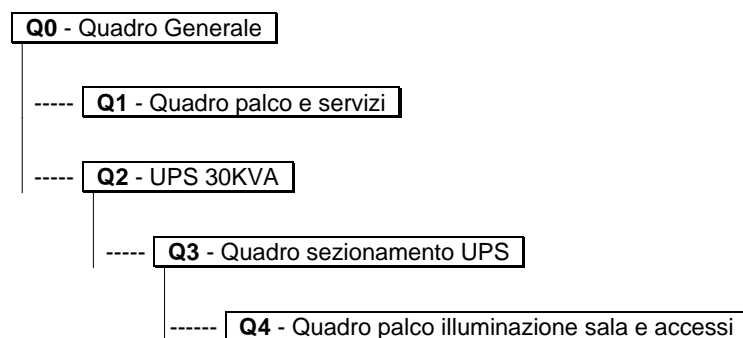 Q0 - Quadro Generale
----- Q1 - Quadro palco e servizi
----- Q2 - UPS 30KVA
----- Q3 - Quadro sezionamento UPS
------ Q4 - Quadro palco illuminazione sala e accessi